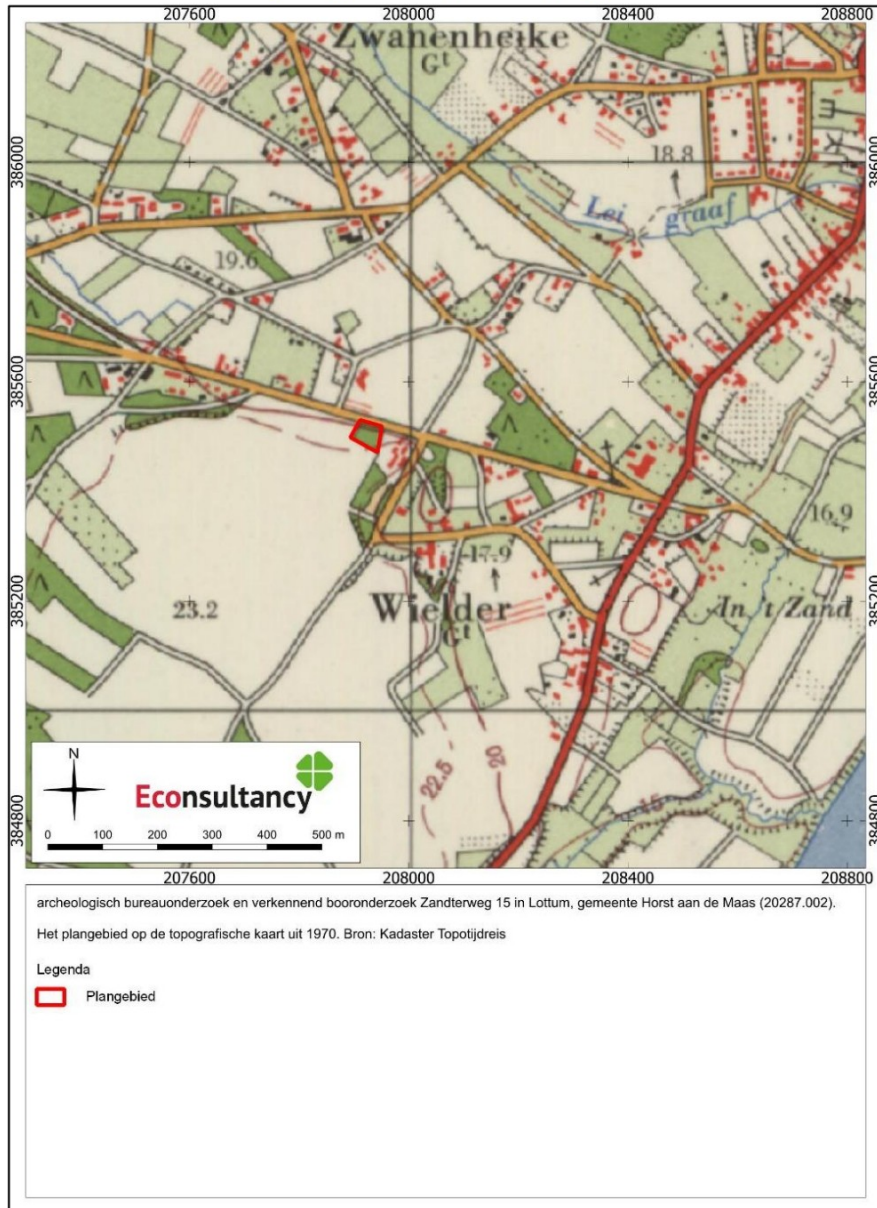 207600 208000 208400 208800
Zwanenheike
Gt
386000 386000
18.8
Lei graaf
19.6
385600 385600
16.9
17.9
385200 385200
23.2
Wielder
Gt
In 't Zand
22.5
20
15
N
Econsultancy
0 100 200 300 400 500 m
384800 384800
207600 208000 208400 208800
archeologisch bureauonderzoek en verkennend booronderzoek Zandterweg 15 in Lottum, gemeente Horst aan de Maas (20287.002).
Het plangebied op de topografische kaart uit 1970. Bron: Kadaster Topotijdreis
Legenda
Plangebied